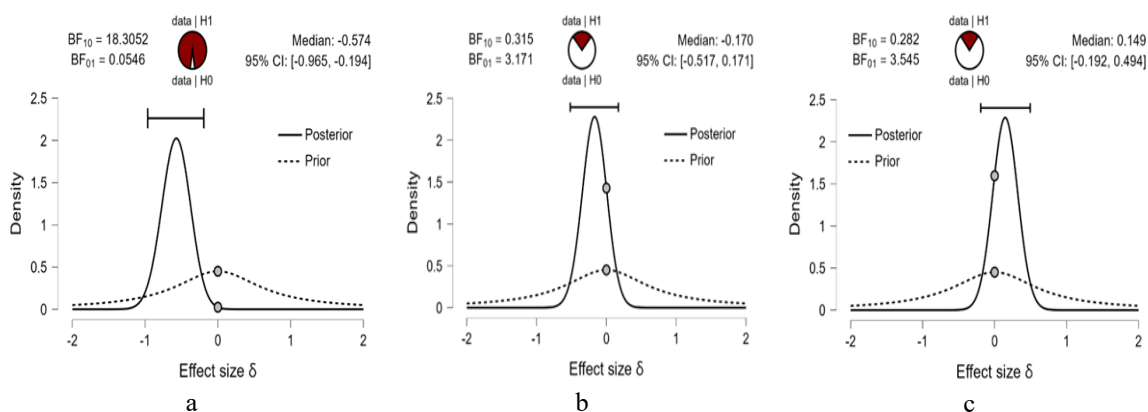 data | H1
BF10 = 18.3052
BF01 = 0.0546
data | H0
Median: -0.574
95% CI: [-0.965, -0.194]
2.5
2
1.5
1
0.5
0
Density
Posterior
Prior
-2
-1
0
1
2
Effect size δ
a
data | H1
BF10 = 0.315
BF01 = 3.171
data | H0
Median: -0.170
95% CI: [-0.517, 0.171]
2.5
2
1.5
1
0.5
0
Density
Posterior
Prior
-2
-1
0
1
2
Effect size δ
b
data | H1
BF10 = 0.282
BF01 = 3.545
data | H0
Median: 0.149
95% CI: [-0.192, 0.494]
2.5
2
1.5
1
0.5
0
Density
Posterior
Prior
-2
-1
0
1
2
Effect size δ
c